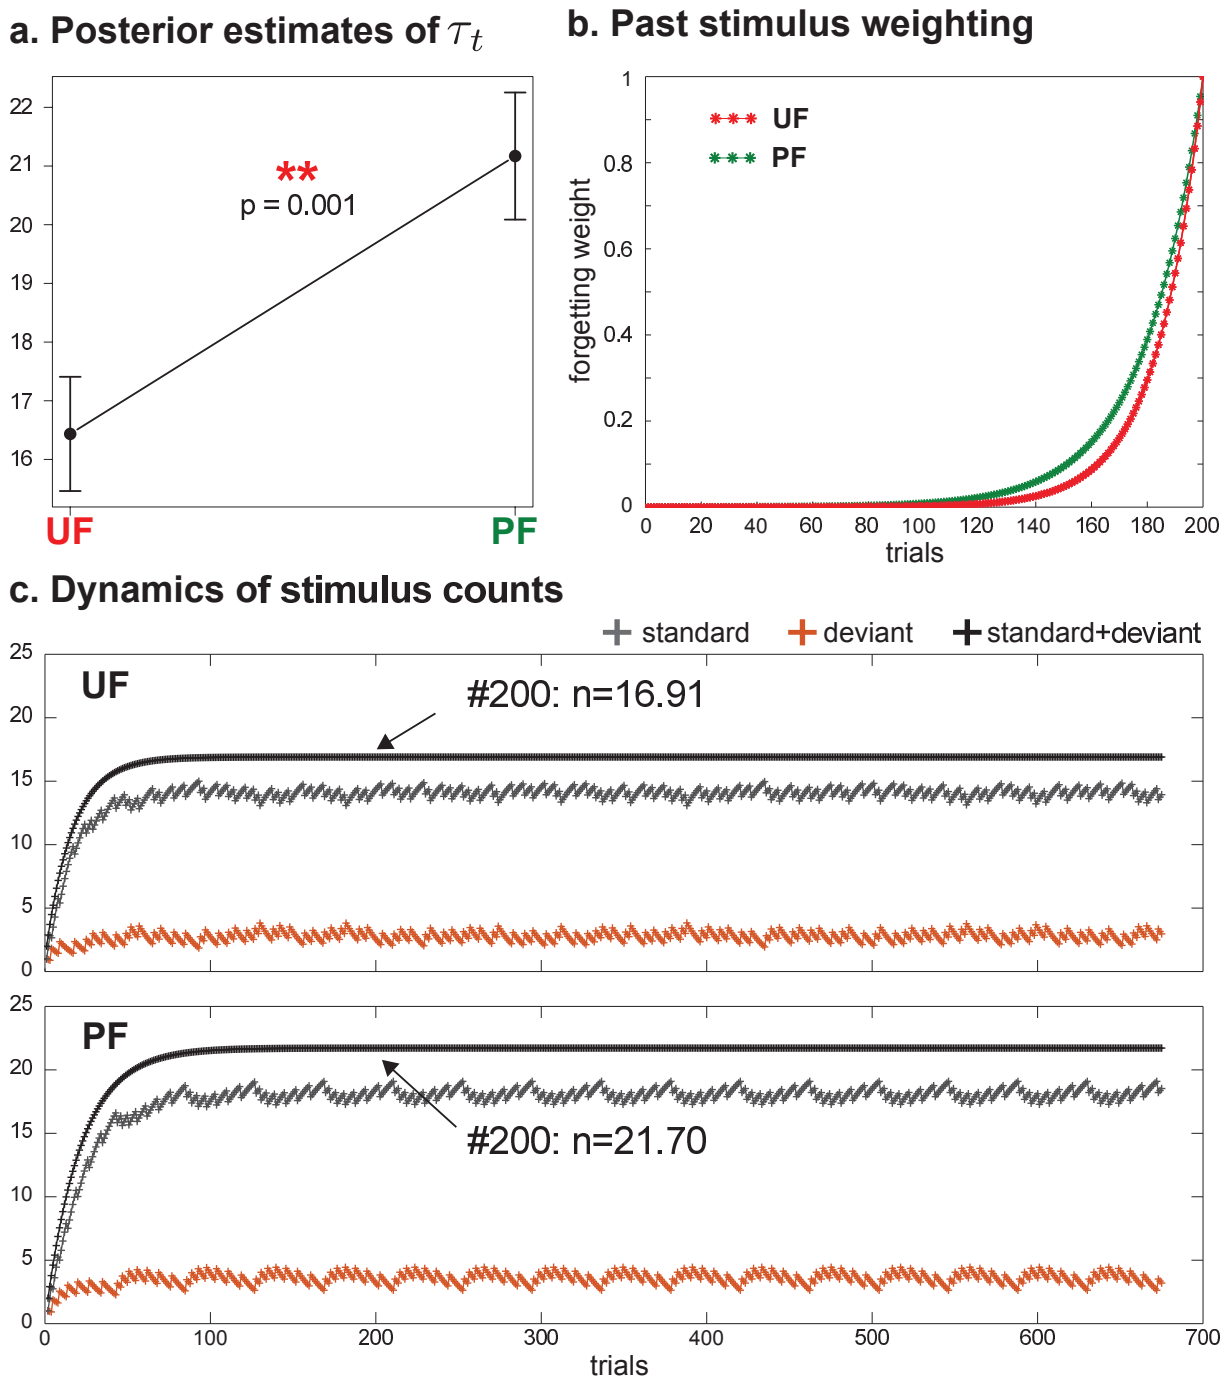 a. Posterior estimates of τt
b. Past stimulus weighting
22
21
20
19
18
17
16
**
p = 0.001
UF
PF
1
0.8
0.6
0.4
0.2
0
forgetting weight
UF
PF
0 20 40 60 80 100 120 140 160 180 200
trials
c. Dynamics of stimulus counts
standard deviant standard+deviant
25
20
15
10
5
0
UF
#200: n=16.91
25
20
15
10
5
0
PF
#200: n=21.70
0 100 200 300 400 500 600 700
trials